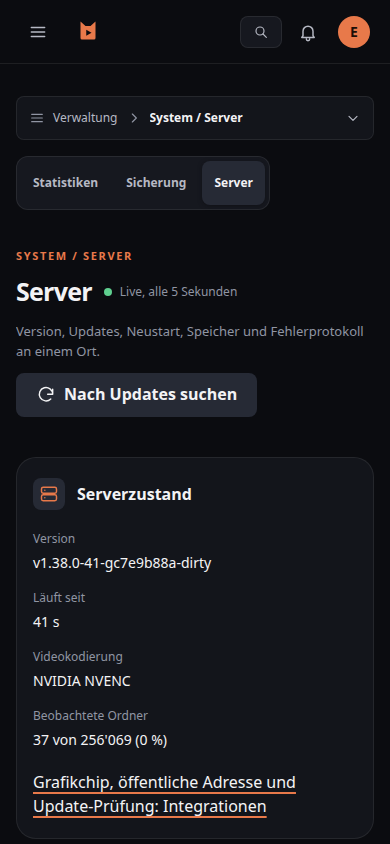 E
Verwaltung > System / Server
Statistiken Sicherung Server
SYSTEM / SERVER
Server Live, alle 5 Sekunden
Version, Updates, Neustart, Speicher und Fehlerprotokoll
an einem Ort.
Nach Updates suchen
Serverzustand
Version
v1.38.0-41-gc7e9b88a-dirty
Läuft seit
41 s
Videokodierung
NVIDIA NVENC
Beobachtete Ordner
37 von 256'069 (0 %)
Grafikchip, öffentliche Adresse und
Update-Prüfung: Integrationen